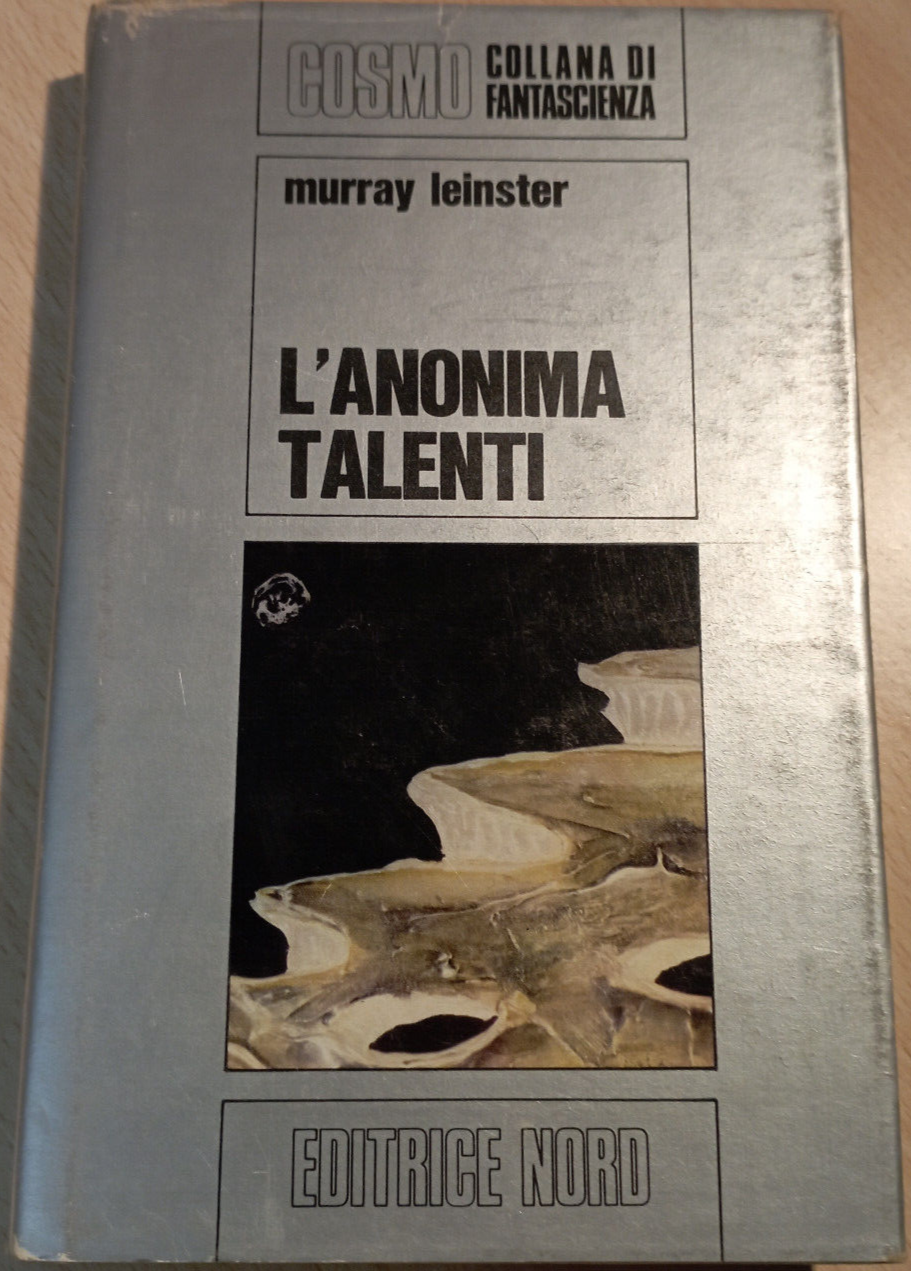 COSMO COLLANA DI
FANTASCIENZA
murray leinster
L'ANONIMA
TALENTI
EDITRICE NORD